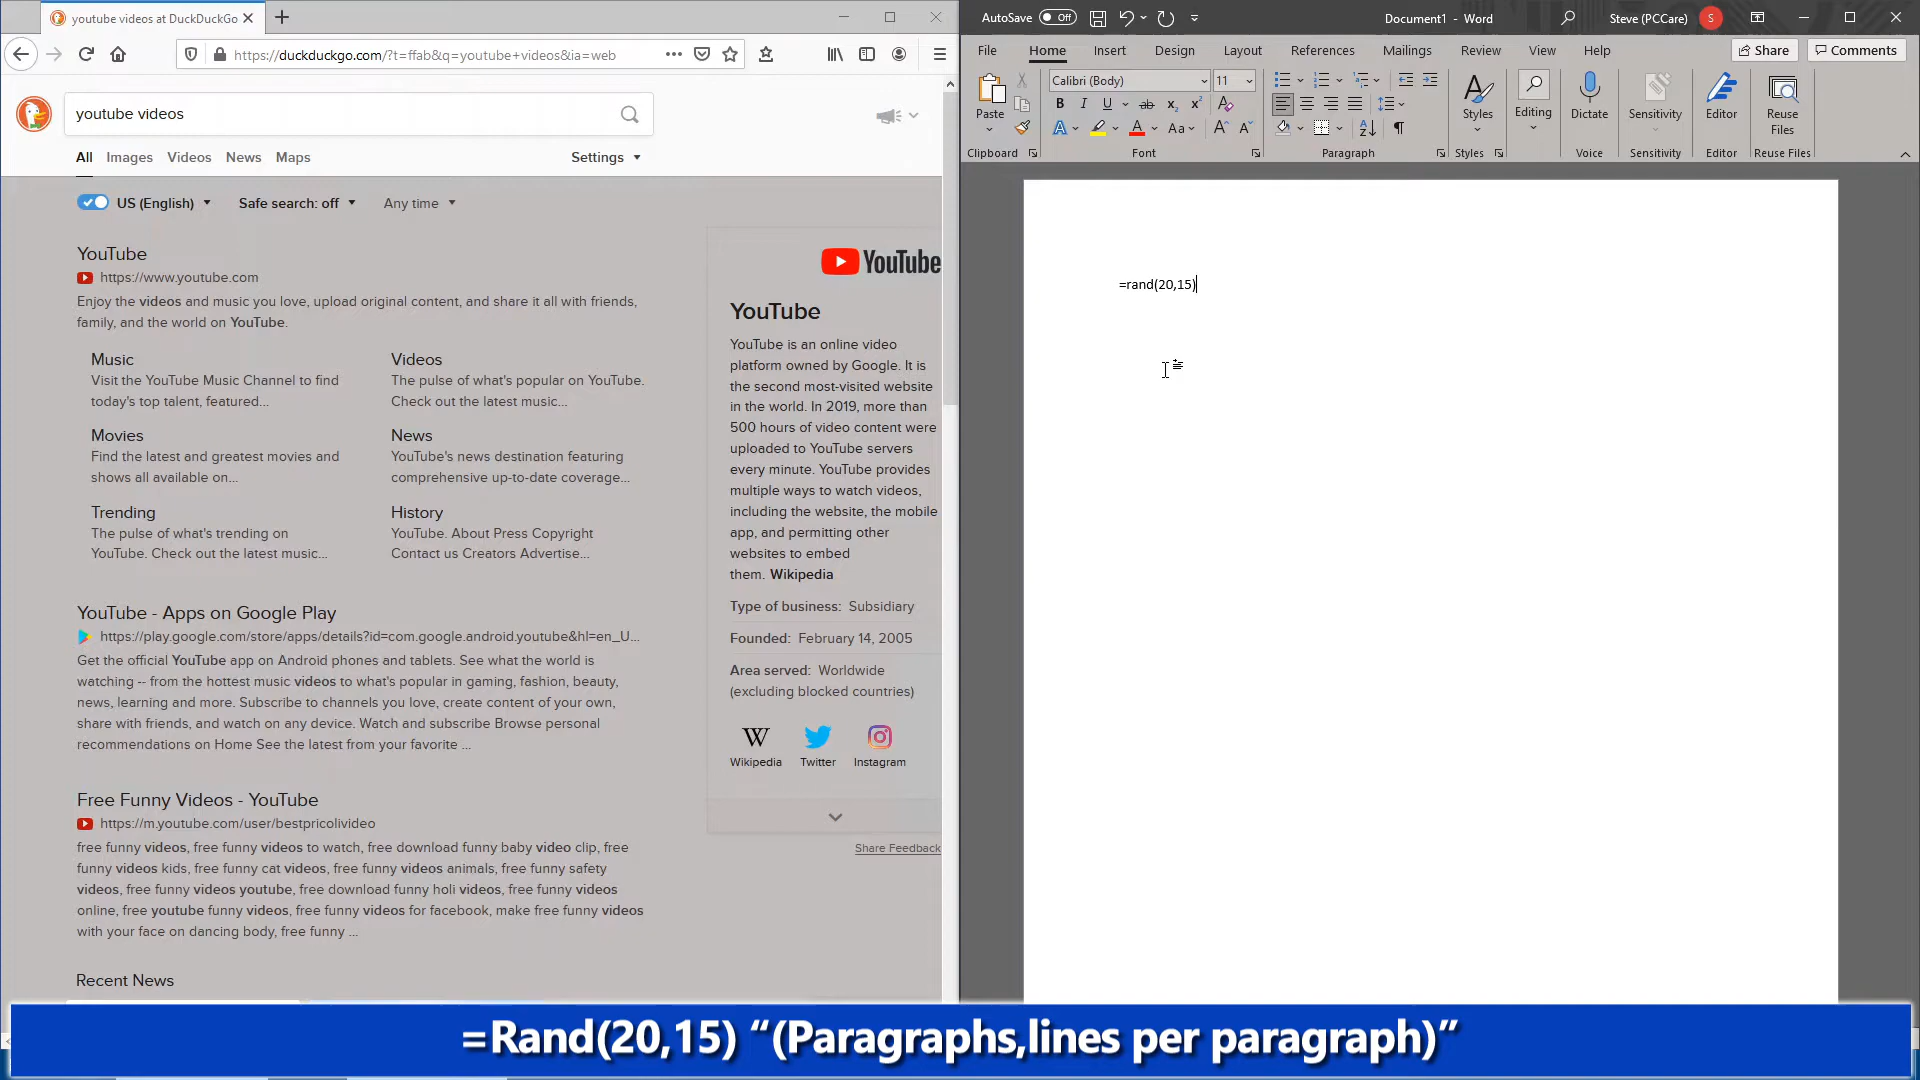 youtube videos at DuckDuckGo
https://duckduckgo.com/?t=ffab&q=youtube+videos&ia=web
youtube videos
All Images Videos News Maps
Settings
US (English) Safe search: off Any time
YouTube
https://www.youtube.com
Enjoy the videos and music you love, upload original content, and share it all with friends,
family, and the world on YouTube.
Music
Visit the YouTube Music Channel to find
today's top talent, featured...
Videos
The pulse of what's popular on YouTube.
Check out the latest music...
Movies
Find the latest and greatest movies and
shows all available on...
News
YouTube's news destination featuring
comprehensive up-to-date coverage...
Trending
The pulse of what's trending on
YouTube. Check out the latest music...
History
YouTube. About Press Copyright
Contact us Creators Advertise...
YouTube - Apps on Google Play
https://play.google.com/store/apps/details?id=com.google.android.youtube&hl=en_U...
Get the official YouTube app on Android phones and tablets. See what the world is
watching -- from the hottest music videos to what's popular in gaming, fashion, beauty,
news, learning and more. Subscribe to channels you love, create content of your own,
share with friends, and watch on any device. Watch and subscribe Browse personal
recommendations on Home See the latest from your favorite ...
Free Funny Videos - YouTube
https://m.youtube.com/user/bestpricolivideo
free funny videos, free funny videos to watch, free download funny baby video clip, free
funny videos kids, free funny cat videos, free funny videos animals, free funny safety
videos, free funny videos youtube, free download funny holi videos, free funny videos
online, free youtube funny videos, free funny videos for facebook, make free funny videos
with your face on dancing body, free funny ...
Recent News
YouTube
YouTube
YouTube is an online video
platform owned by Google. It is
the second most-visited website
in the world. In 2019, more than
500 hours of video content were
uploaded to YouTube servers
every minute. YouTube provides
multiple ways to watch videos,
including the website, the mobile
app, and permitting other
websites to embed
them. Wikipedia
Type of business: Subsidiary
Founded: February 14, 2005
Area served: Worldwide
(excluding blocked countries)
W
Wikipedia Twitter Instagram
Share Feedback
AutoSave Off
Document1 - Word
Steve (PCCare) S
File Home Insert Design Layout References Mailings Review View Help
Share Comments
Paste
Calibri (Body) 11
B I U ab x2 x2
A A Aa A A
Styles
Editing
Dictate
Sensitivity
Editor
Reuse
Files
Clipboard Font Paragraph Styles Voice Sensitivity Editor Reuse Files
=rand(20,15)
=Rand(20,15) “(Paragraphs,lines per paragraph)”